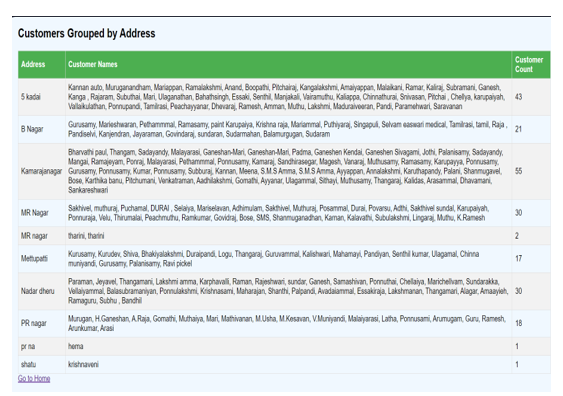 Customers Grouped by Address
Address Customer Names Customer
Count
Kannan auto, Muruganandham, Mariappan, Ramalakshmi, Anand, Boopathi, Pitchairaj, Kangalakshmi, Amaiyappan, Malaikani, Ramar, Kaliraj, Subramani, Ganesh,
5 kadai Kanga , Rajaram, Subuthai, Mari, Ulaganathan, Bahathsingh, Essaki, Senthil, Manjakali, Vairamuthu, Kaliappa, Chinnathurai, Snivasan, Pitchai , Chellya, karupaiyah, 43
Vallaikulathan, Ponnupandi, Tamilrasi, Peachayyanar, Dhevaraj, Ramesh, Amman, Muthu, Lakshmi, Maduraiveeran, Pandi, Paramehwari, Saravanan
B Nagar Gurusamy, Marieshwaran, Pethammmal, Ramasamy, paint Karupaiya, Krishna raja, Mariammal, Puthiyaraj, Singapuli, Selvam easwari medical, Tamilrasi, tamil, Raja , 21
Pandiselvi, Kanjendran, Jayaraman, Govindaraj, sundaran, Sudarmahan, Balamurgugan, Sudaram
Bharvathi paul, Thangam, Sadayandy, Malayarasi, Ganeshan-Mari, Ganeshan-Mari, Padma, Ganeshen Kendai, Ganeshen Sivagami, Jothi, Palanisamy, Sadayandy,
Mangai, Ramajeyam, Ponraj, Malayarasi, Pethammmal, Ponnusamy, Kamaraj, Sandhirasegar, Magesh, Vanaraj, Muthusamy, Ramasamy, Karupayya, Ponnusamy,
Kamarajanagar Gurusamy, Ponnusamy, Kumar, Ponnusamy, Subburaj, Kannan, Meena, S.M.S Amma, S.M.S Amma, Ayyappan, Annalakshmi, Karuthapandy, Palani, Shanmugavel, 55
Bose, Karthika banu, Pitchumani, Venkatraman, Aadhilakshmi, Gomathi, Ayyanar, Ulagammal, Sithayi, Muthusamy, Thangaraj, Kalidas, Arasammal, Dhavamani,
Sankareshwari
MR Nagar Sakhivel, muthuraj, Puchamal, DURAI , Selaiya, Mariselvan, Adhimulam, Sakthivel, Muthuraj, Posammal, Durai, Povarsu, Adhti, Sakthivel sundal, Karupaiyah, 30
Ponnuraja, Velu, Thirumalai, Peachmuthu, Ramkumar, Govidraj, Bose, SMS, Shanmuganadhan, Karnan, Kalavathi, Subulakshmi, Lingaraj, Muthu, K.Ramesh
MR nagar tharini, tharini 2
Mettupatti Kurusamy, Kurudev, Shiva, Bhakiyalakshmi, Duraipandi, Logu, Thangaraj, Guruvammal, Kalishwari, Mahamayi, Pandiyan, Senthil kumar, Ulagamal, Chinna 17
muniyandi, Gurusamy, Palanisamy, Ravi pickel
Paraman, Jeyavel, Thangamani, Lakshmi amma, Karphavalli, Raman, Rajeshwari, sundar, Ganesh, Samashivan, Ponnuthai, Chellaiya, Marichellvam, Sundarakka,
Nadar dheru Vellaiyammal, Balasubramaniyan, Ponnulakshmi, Krishnasami, Maharajan, Shanthi, Palpandi, Avadaiammal, Essakiraja, Lakshmanan, Thangamari, Alagar, Amaayieh, 30
Ramaguru, Subhu , Bandhil
PR nagar Murugan, H.Ganeshan, A.Raja, Gomathi, Muthaiya, Mari, Mathivanan, M.Usha, M.Kesavan, V.Muniyandi, Malaiyarasi, Latha, Ponnusami, Arumugam, Guru, Ramesh, 18
Arunkumar, Arasi
pr na hema 1
shatu krishnaveni 1
Go to Home